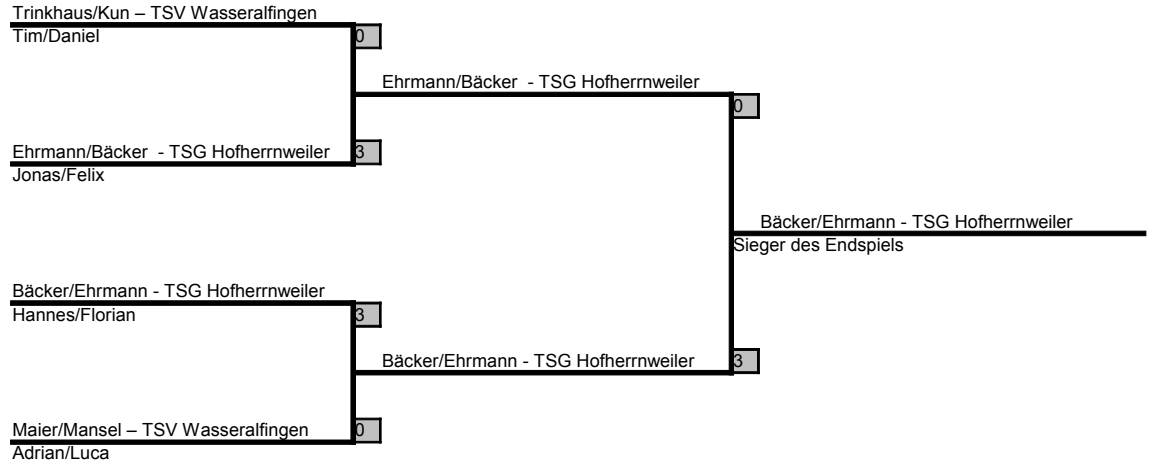 Trinkhaus/Kun – TSV Wasseralfingen
Tim/Daniel
0
Ehrmann/Bäcker  - TSG Hofherrnweiler
0
Ehrmann/Bäcker  - TSG Hofherrnweiler
3
Jonas/Felix
Bäcker/Ehrmann - TSG Hofherrnweiler
Sieger des Endspiels
Bäcker/Ehrmann - TSG Hofherrnweiler
Hannes/Florian
3
Bäcker/Ehrmann - TSG Hofherrnweiler
3
Maier/Mansel – TSV Wasseralfingen
0
Adrian/Luca